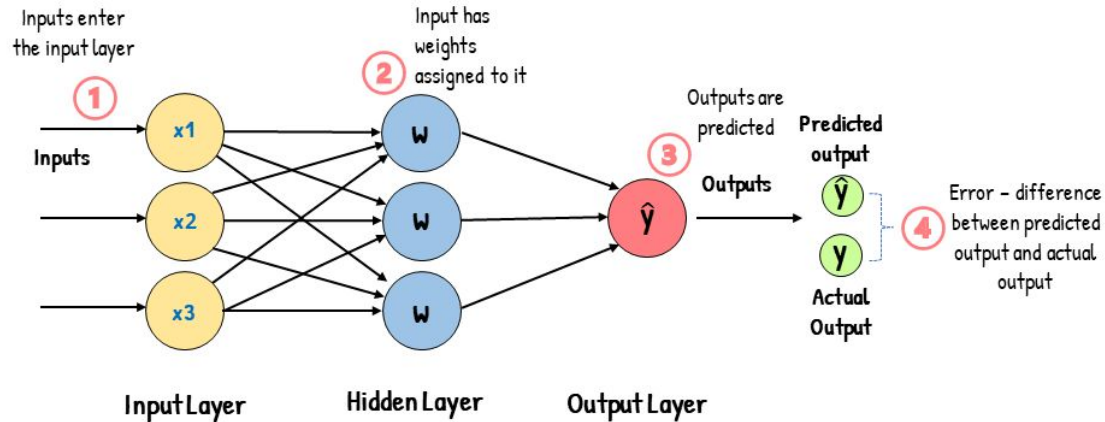 Inputs enter
the input layer
1
Inputs
x1
x2
x3
Input Layer
Input has
weights
assigned to it
2
w
w
w
Hidden Layer
Outputs are
predicted
3
ŷ
Outputs
Output Layer
Predicted
output
ŷ
y
Actual
Output
4
Error – difference
between predicted
output and actual
output